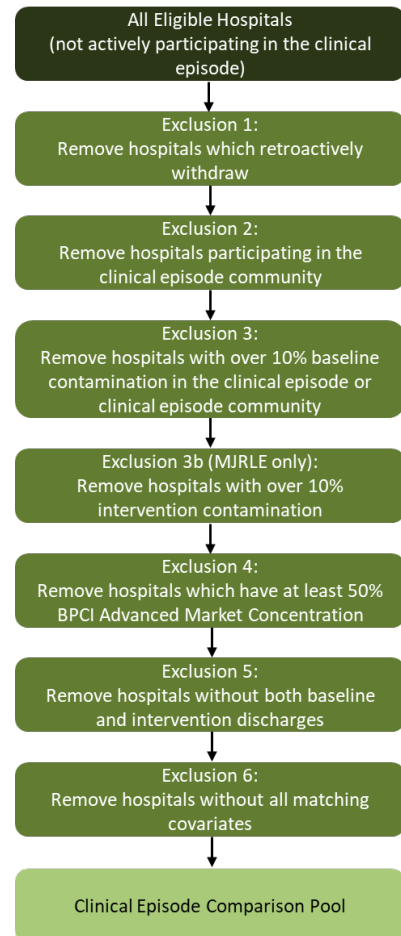 All Eligible Hospitals
(not actively participating in the clinical
episode)
Exclusion 1:
Remove hospitals which retroactively
withdraw
Exclusion 2:
Remove hospitals participating in the
clinical episode community
Exclusion 3:
Remove hospitals with over 10% baseline
contamination in the clinical episode or
clinical episode community
Exclusion 3b (MJRLE only):
Remove hospitals with over 10%
intervention contamination
Exclusion 4:
Remove hospitals which have at least 50%
BPCI Advanced Market Concentration
Exclusion 5:
Remove hospitals without both baseline
and intervention discharges
Exclusion 6:
Remove hospitals without all matching
covariates
Clinical Episode Comparison Pool